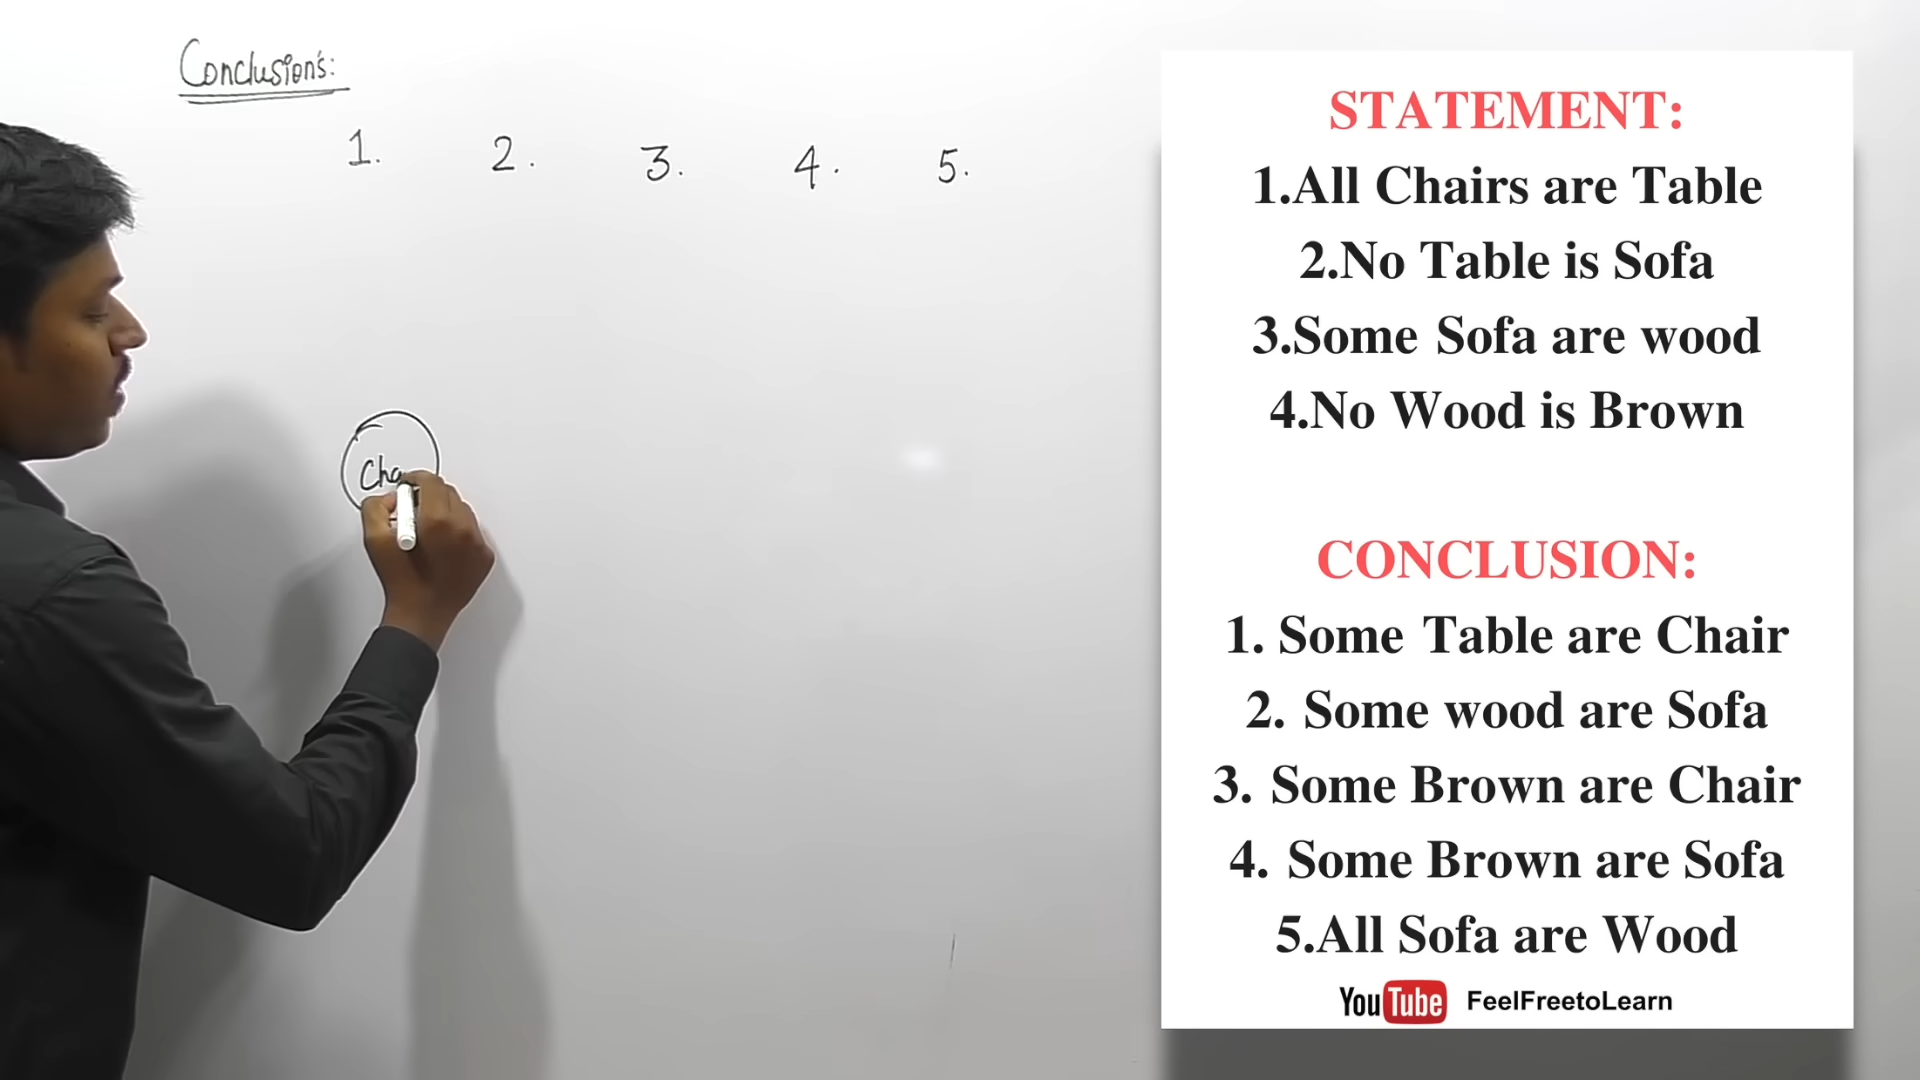 Conclusion's:
1. 2. 3. 4. 5.
Cha
STATEMENT:
1.All Chairs are Table
2.No Table is Sofa
3.Some Sofa are wood
4.No Wood is Brown
CONCLUSION:
1. Some Table are Chair
2. Some wood are Sofa
3. Some Brown are Chair
4. Some Brown are Sofa
5.All Sofa are Wood
YouTube FeelFreetoLearn